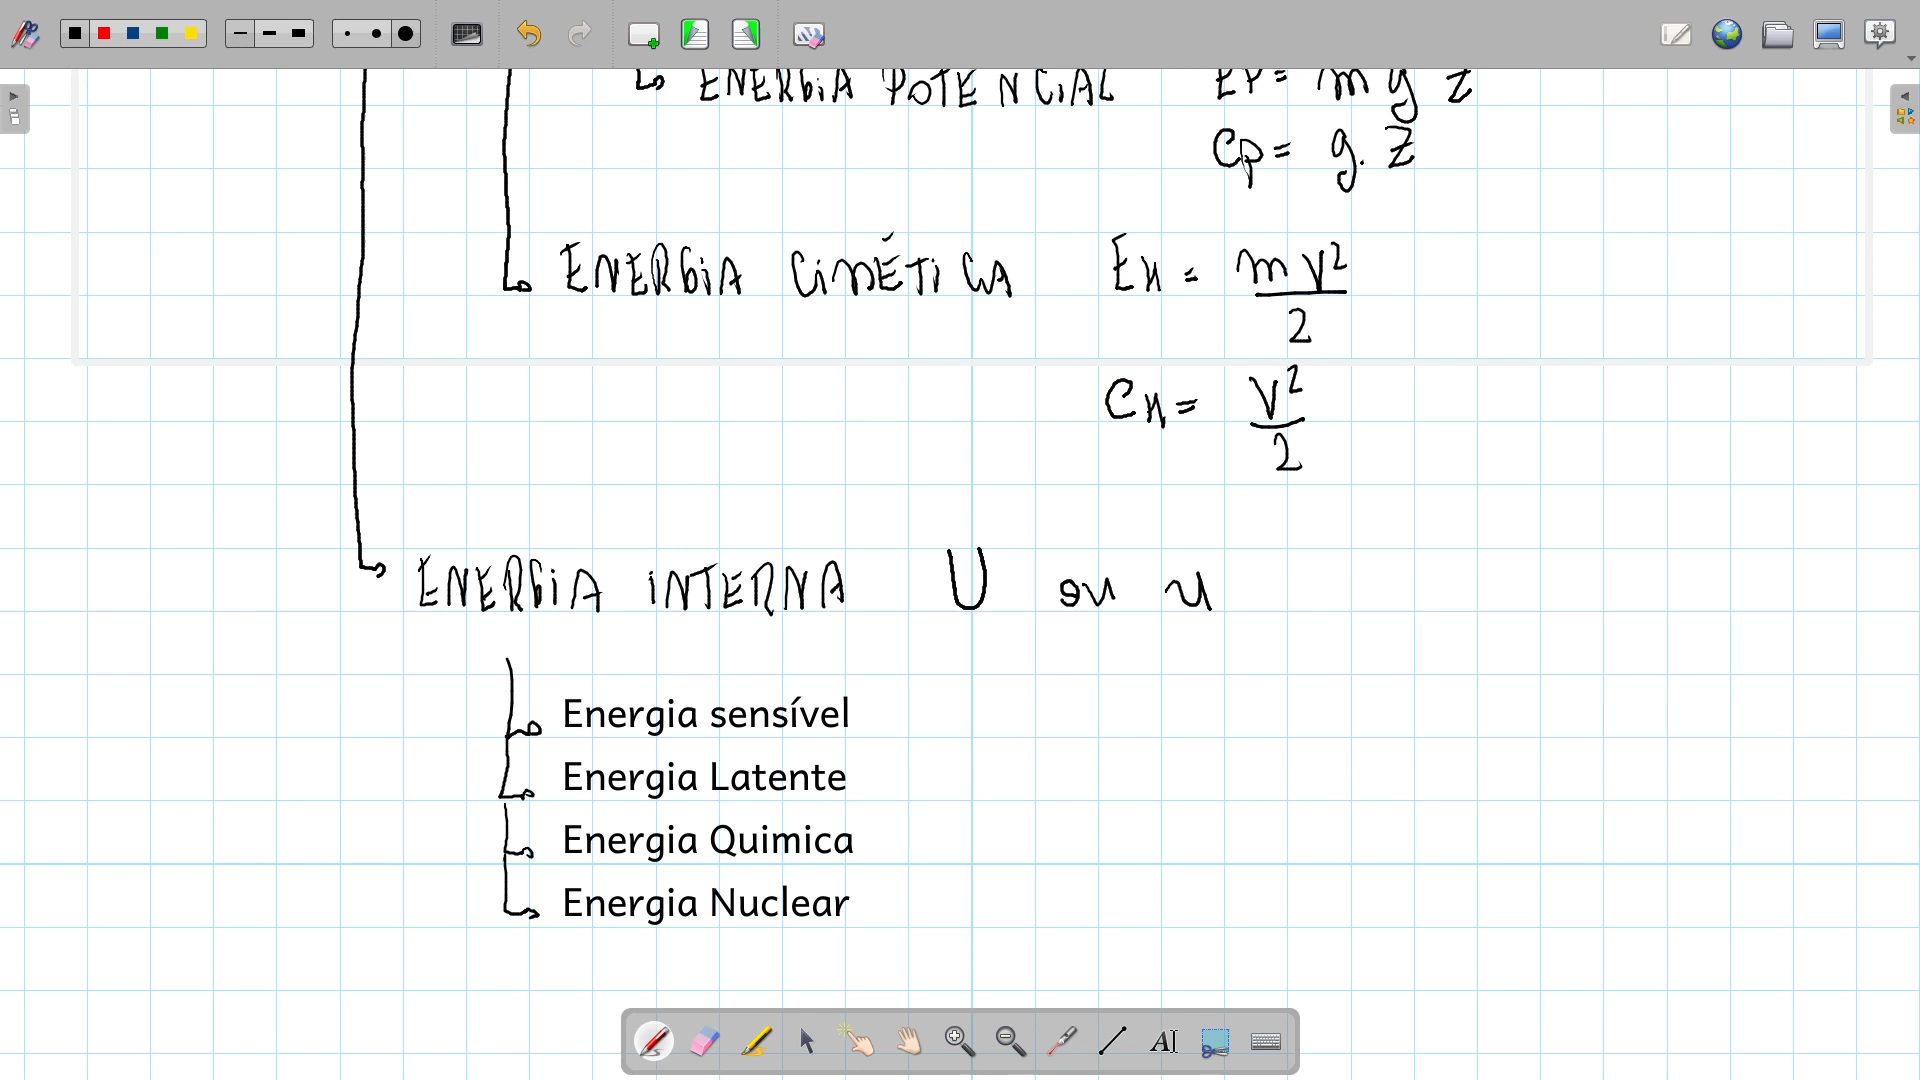 ENERGIA POTENCIAL EP = m g z
ep = g. z
ENERGIA CINÉTICA Ek = mv²/2
ek = v²/2
ENERGIA INTERNA U ou u
Energia sensível
Energia Latente
Energia Quimica
Energia Nuclear